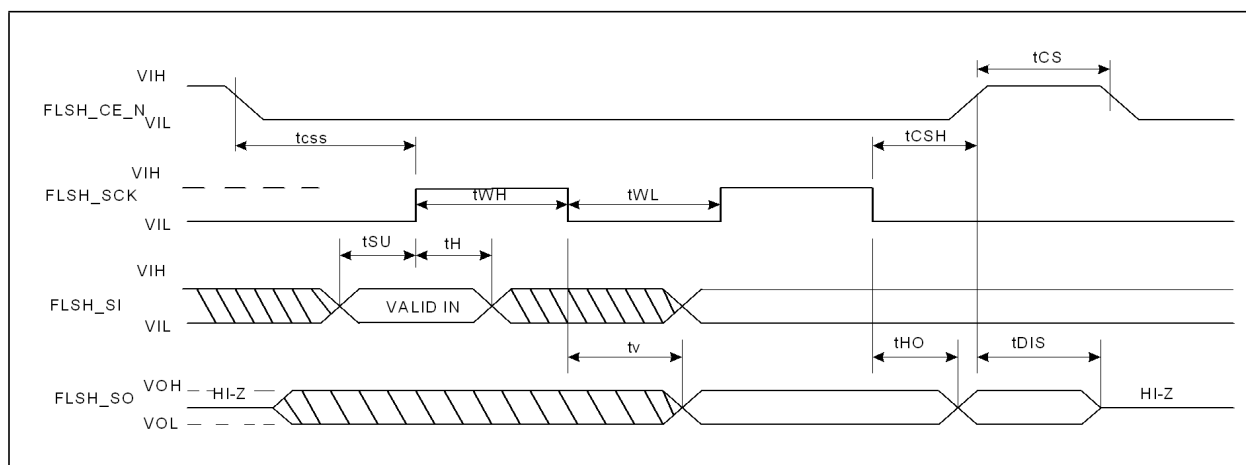 tCS
VIH
FLSH_CE_N
VIL
tCSH
tcss
VIH
FLSH_SCK
tWH
tWL
VIL
tSU
tH
VIH
FLSH_SI
VALID IN
VIL
tv
tHO
tDIS
VOH
HI-Z
HI-Z
FLSH_SO
VOL